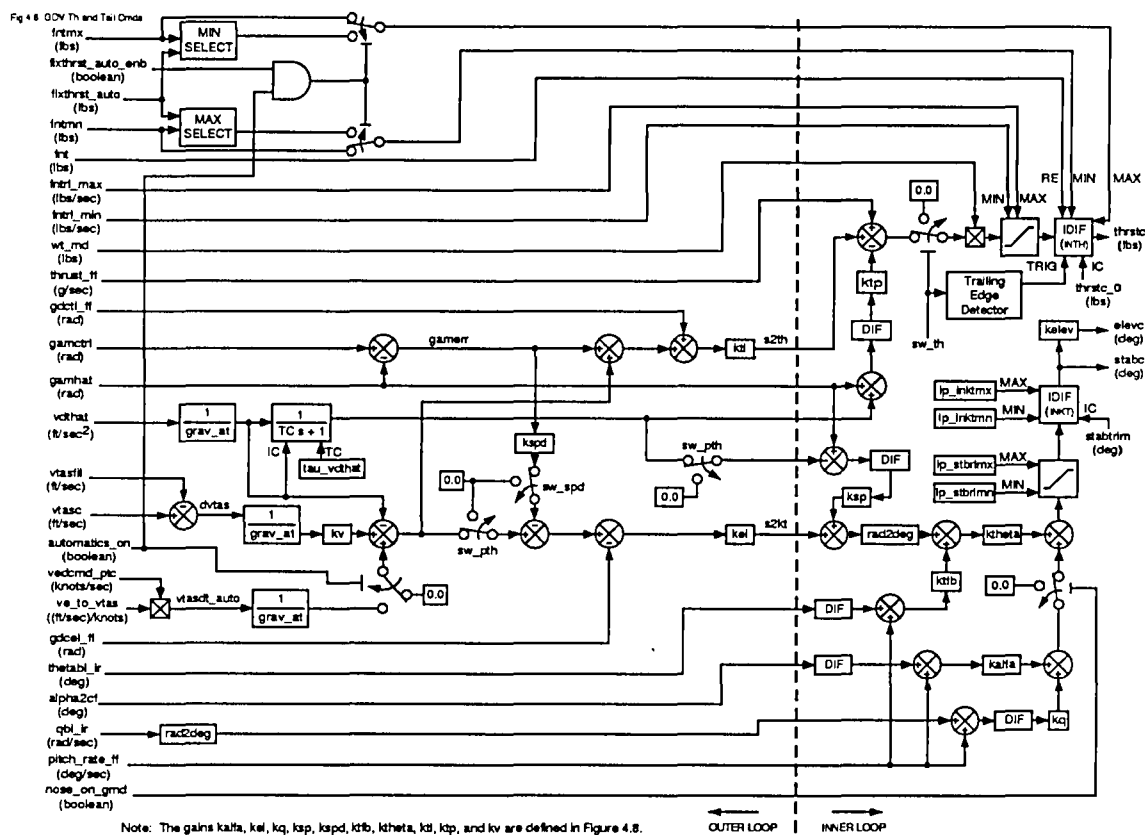 Fig 4.6 GCV Th and Tail Cmds
fntmx
(lbs)
MIN
SELECT
fixthrst_auto_enb
(boolean)
fixthrst_auto
(lbs)
MAX
SELECT
fntmn
(lbs)
fnt
(lbs)
fntrl_max
(lbs/sec)
fntrl_min
(lbs/sec)
wt_md
(lbs)
thrust_ff
(g/sec)
gdctl_ff
(rad)
gamctrl
(rad)
gamhat
(rad)
vdthat
(ft/sec2)
vtasfil
(ft/sec)
vtasc
(ft/sec)
automatics_on
(boolean)
vedcmd_ptc
(knots/sec)
ve_to_vtas
((ft/sec)/knots)
gdcel_ff
(rad)
thetabl_ir
(deg)
alpha2cf
(deg)
qbl_ir
(rad/sec)
pitch_rate_ff
(deg/sec)
nose_on_grnd
(boolean)
gamerr
1
grav_at
1
TC s + 1
IC
TC
tau_vdthat
dvtas
1
grav_at
kv
vtasdt_auto
1
grav_at
0.0
rad2deg
kspd
0.0
sw_spd
sw_pth
ktl
s2th
sw_pth
0.0
kel
s2kt
ktp
DIF
DIF
ksp
rad2deg
ktheta
ktfb
DIF
DIF
kalfa
DIF
kq
0.0
0.0
sw_th
Trailing
Edge
Detector
MIN
MAX
RE
MIN
MAX
IDIF
(INTH)
TRIG
IC
thrstc
(lbs)
thrstc_0
(lbs)
kelev
elevc
(deg)
stabc
(deg)
lp_inktmx
MAX
lp_inktmn
MIN
IDIF
(INKT)
IC
stabtrim
(deg)
lp_stbrlmx
MAX
lp_stbrlmn
MIN
OUTER LOOP
INNER LOOP
Note: The gains kalfa, kel, kq, ksp, kspd, ktfb, ktheta, ktl, ktp, and kv are defined in Figure 4.8.